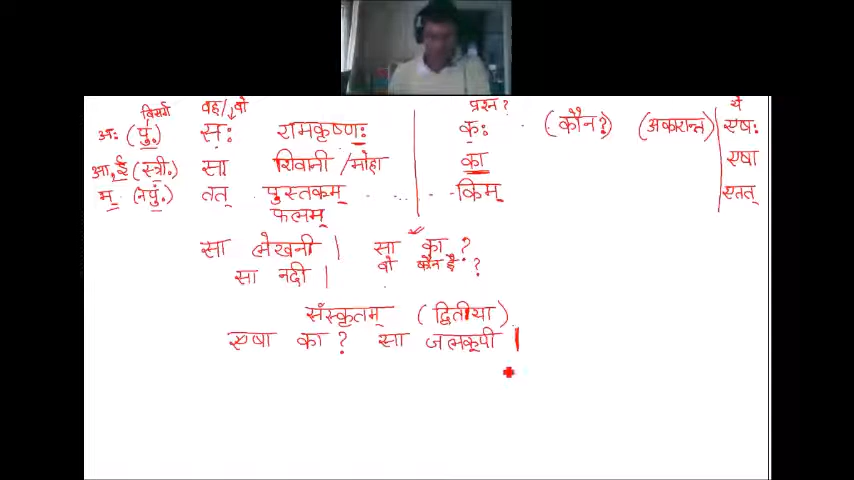 विसर्ग वह/वो प्रश्न? ये
अः (पुं.) सः रामकृष्णः कः (कौन?) (अकारान्त) एषः
आ,ई (स्त्री.) सा शिवानी/मोहा का एषा
म् (नपुं.) तत् पुस्तकम् .... किम् एतत्
फलम्
सा लेखनी | सा का?
सा नदी | वो कौन है?
संस्कृतम् (द्वितीया)
एषा का? सा जलकूपी |